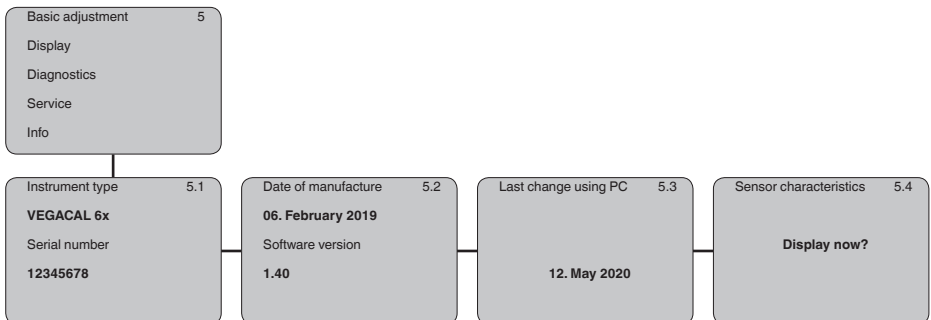 Basic adjustment 5
Display
Diagnostics
Service
Info
Instrument type 5.1
VEGACAL 6x
Serial number
12345678
Date of manufacture 5.2
06. February 2019
Software version
1.40
Last change using PC 5.3
12. May 2020
Sensor characteristics 5.4
Display now?